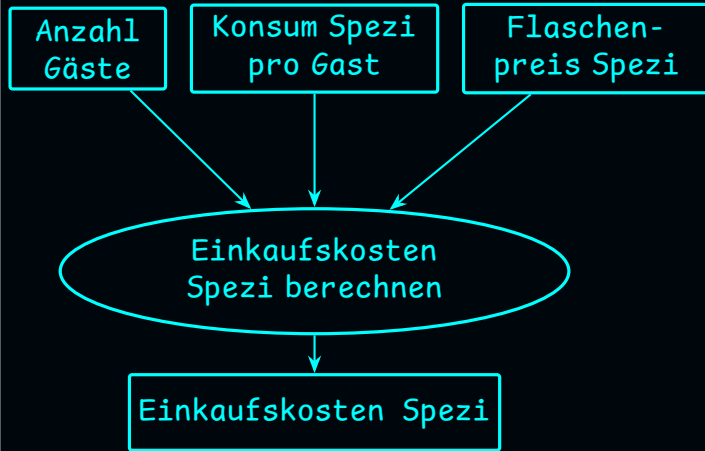 Anzahl
Gäste
Konsum Spezi
pro Gast
Flaschen-
preis Spezi
Einkaufskosten
Spezi berechnen
Einkaufskosten Spezi